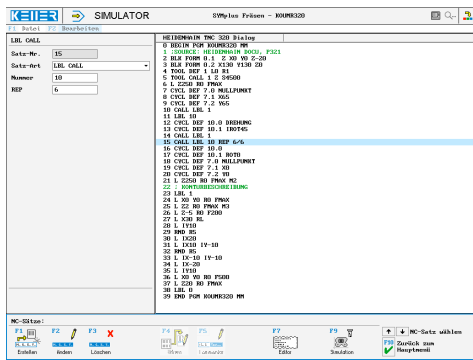 KELLER SIMULATOR SYMplus Fräsen - KOUMR320
F1 Datei F2 Bearbeiten
LBL CALL
Satz-Nr. 15
Satz-Art LBL CALL
Nummer 10
REP 6
HEIDENHAIN TNC 320 Dialog
0 BEGIN PGM KOUMR320 MM
1 ;SOURCE: HEIDENHAIN DOCU, P321
2 BLK FORM 0.1 Z X0 Y0 Z-20
3 BLK FORM 0.2 X130 Y130 Z0
4 TOOL DEF 1 L0 R1
5 TOOL CALL 1 Z S4500
6 L Z250 R0 FMAX
7 CYCL DEF 7.0 NULLPUNKT
8 CYCL DEF 7.1 X65
9 CYCL DEF 7.2 Y65
10 CALL LBL 1
11 LBL 10
12 CYCL DEF 10.0 DREHUNG
13 CYCL DEF 10.1 IROT45
14 CALL LBL 1
15 CALL LBL 10 REP 6/6
16 CYCL DEF 10.0
17 CYCL DEF 10.1 ROT0
18 CYCL DEF 7.0 NULLPUNKT
19 CYCL DEF 7.1 X0
20 CYCL DEF 7.2 Y0
21 L Z250 R0 FMAX M2
22 ; KONTURBESCHREIBUNG
23 LBL 1
24 L X0 Y0 R0 FMAX
25 L Z2 R0 FMAX M3
26 L Z-5 R0 F200
27 L X30 RL
28 L IY10
29 RND R5
30 L IX20
31 L IX10 IY-10
32 RND R5
33 L IX-10 IY-10
34 L IX-20
35 L IY10
36 L X0 Y0 R0 F500
37 L Z20 R0 FMAX
38 LBL 0
39 END PGM KOUMR320 MM
NC-Sätze:
F1 F2 F3 F4 F5 F7 F9 NC-Satz wählen
Erstellen Ändern Löschen Editor Simulation F10 Zurück zum Hauptmenü